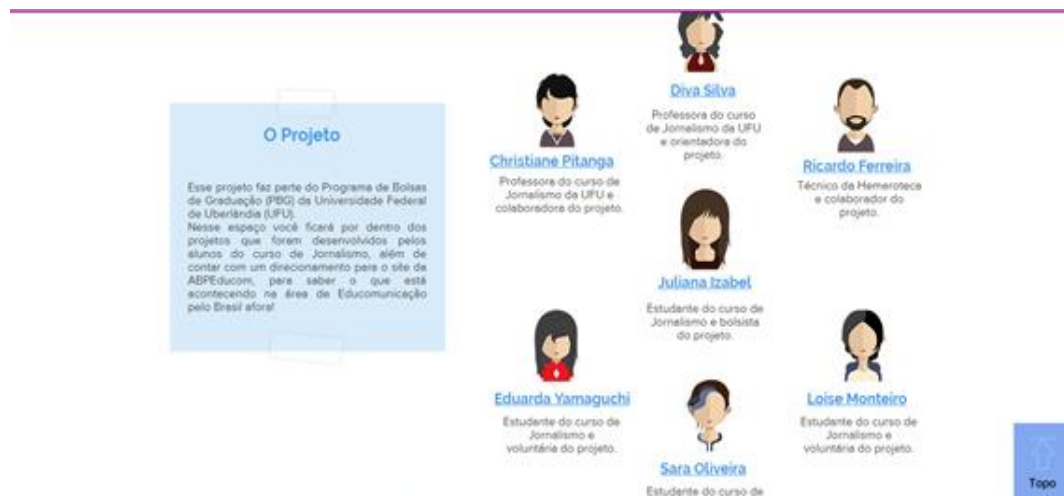 O Projeto
Esse projeto faz parte do Programa de Bolsas
de Graduação (PBG) da Universidade Federal
de Uberlândia (UFU).
Nesse espaço você ficará por dentro dos
projetos que foram desenvolvidos pelos
alunos do curso de Jornalismo, além de
contar com um direcionamento para o site da
ABPEducom, para saber o que está
acontecendo na área de Educomunicação
pelo Brasil afora!
Diva Silva
Professora do curso
de Jornalismo da UFU
e orientadora do
projeto.
Christiane Pitanga
Professora do curso de
Jornalismo da UFU e
colaboradora do projeto.
Ricardo Ferreira
Técnico da Hemeroteca
e colaborador do
projeto.
Juliana Izabel
Estudante do curso de
Jornalismo e bolsista
do projeto.
Eduarda Yamaguchi
Estudante do curso de
Jornalismo e
voluntária do projeto.
Loise Monteiro
Estudante do curso de
Jornalismo e
voluntária do projeto.
Sara Oliveira
Estudante do curso de
Topo